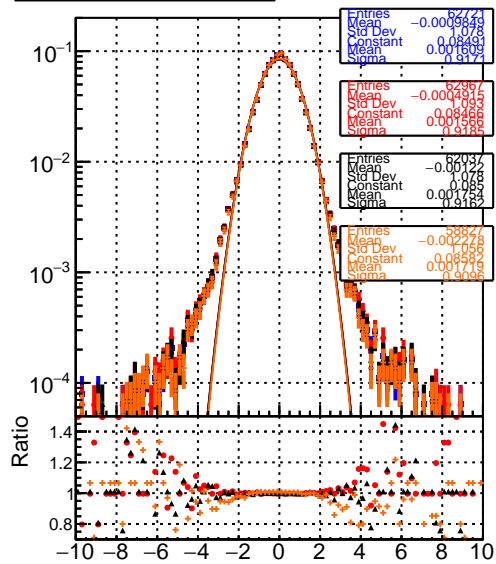 Entries 62721
Mean −0.0009849
Std Dev 1.078
Constant 0.08491
Mean 0.001609
Sigma 0.9171
Entries 62967
Mean −0.0004915
Std Dev 1.093
Constant 0.08466
Mean 0.001566
Sigma 0.9185
Entries 62037
Mean −0.00122
Std Dev 1.078
Constant 0.085
Mean 0.001754
Sigma 0.9162
Entries 58827
Mean −0.002278
Std Dev 1.056
Constant 0.08582
Mean 0.001719
Sigma 0.9096
10−1
10−2
10−3
10−4
Ratio
1.4
1.2
1
0.8
−10 −8 −6 −4 −2 0 2 4 6 8 10